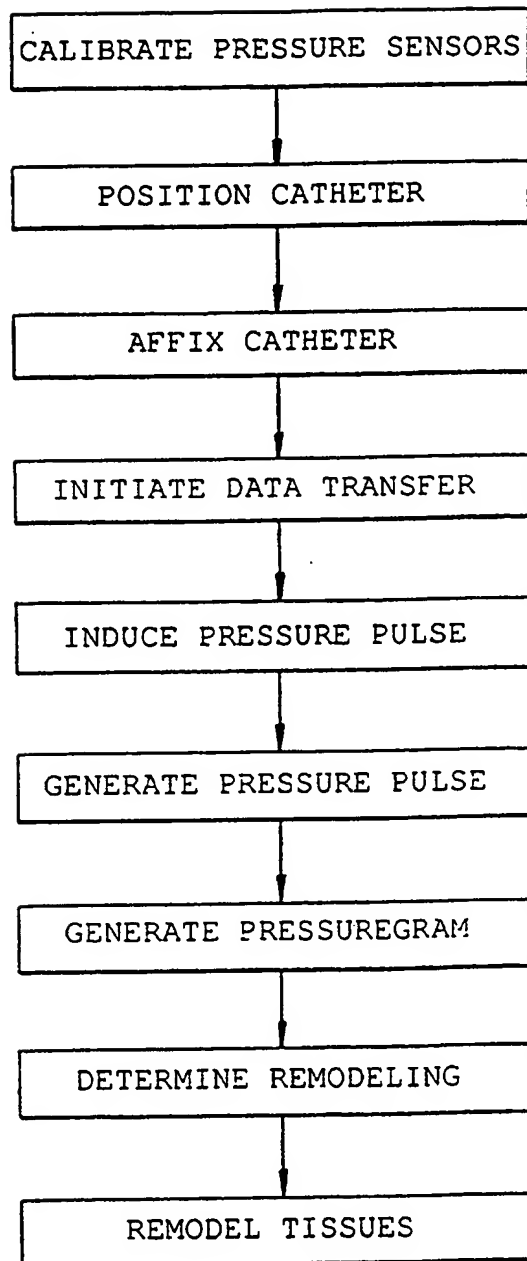 CALIBRATE PRESSURE SENSORS
POSITION CATHETER
AFFIX CATHETER
INITIATE DATA TRANSFER
INDUCE PRESSURE PULSE
GENERATE PRESSURE PULSE
GENERATE PRESSUREGRAM
DETERMINE REMODELING
REMODEL TISSUES